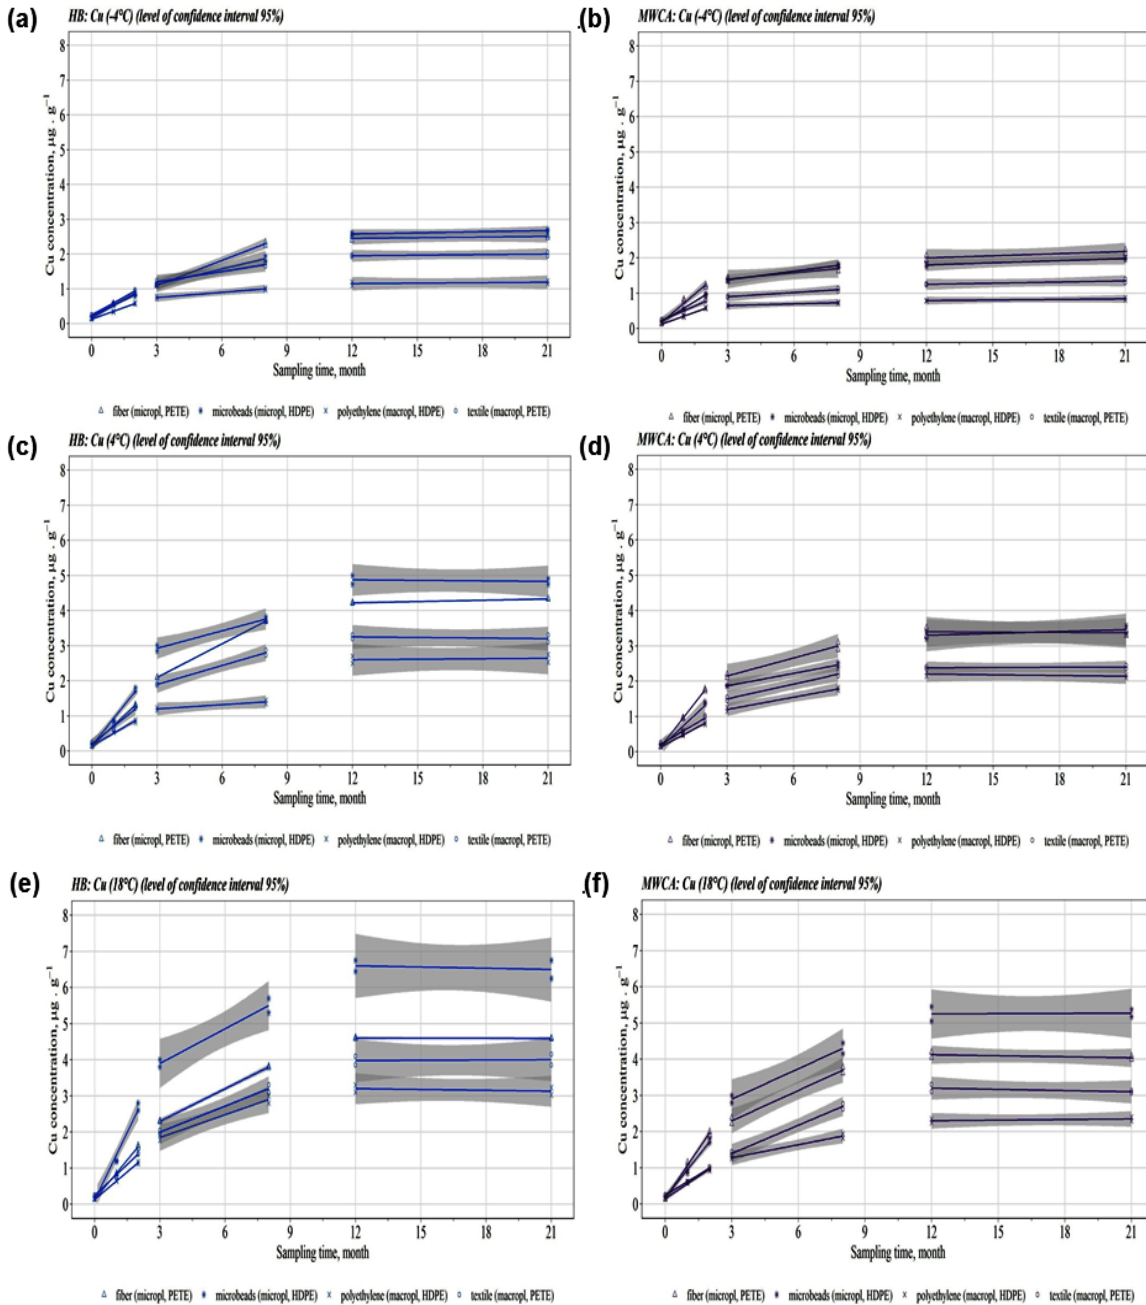 (a)
HB: Cu (-4°C) (level of confidence interval 95%)
8
7
6
5
4
3
2
1
0
Cu concentration, µg . g⁻¹
0 3 6 9 12 15 18 21
Sampling time, month
fiber (micropl, PETE) microbeads (micropl, HDPE) polyethylene (macropl, HDPE) textile (macropl, PETE)
(b)
MWCA: Cu (-4°C) (level of confidence interval 95%)
8
7
6
5
4
3
2
1
0
Cu concentration, µg . g⁻¹
0 3 6 9 12 15 18 21
Sampling time, month
fiber (micropl, PETE) microbeads (micropl, HDPE) polyethylene (macropl, HDPE) textile (macropl, PETE)
(c)
HB: Cu (4°C) (level of confidence interval 95%)
8
7
6
5
4
3
2
1
0
Cu concentration, µg . g⁻¹
0 3 6 9 12 15 18 21
Sampling time, month
fiber (micropl, PETE) microbeads (micropl, HDPE) polyethylene (macropl, HDPE) textile (macropl, PETE)
(d)
MWCA: Cu (4°C) (level of confidence interval 95%)
8
7
6
5
4
3
2
1
0
Cu concentration, µg . g⁻¹
0 3 6 9 12 15 18 21
Sampling time, month
fiber (micropl, PETE) microbeads (micropl, HDPE) polyethylene (macropl, HDPE) textile (macropl, PETE)
(e)
HB: Cu (18°C) (level of confidence interval 95%)
8
7
6
5
4
3
2
1
0
Cu concentration, µg . g⁻¹
0 3 6 9 12 15 18 21
Sampling time, month
fiber (micropl, PETE) microbeads (micropl, HDPE) polyethylene (macropl, HDPE) textile (macropl, PETE)
(f)
MWCA: Cu (18°C) (level of confidence interval 95%)
8
7
6
5
4
3
2
1
0
Cu concentration, µg . g⁻¹
0 3 6 9 12 15 18 21
Sampling time, month
fiber (micropl, PETE) microbeads (micropl, HDPE) polyethylene (macropl, HDPE) textile (macropl, PETE)